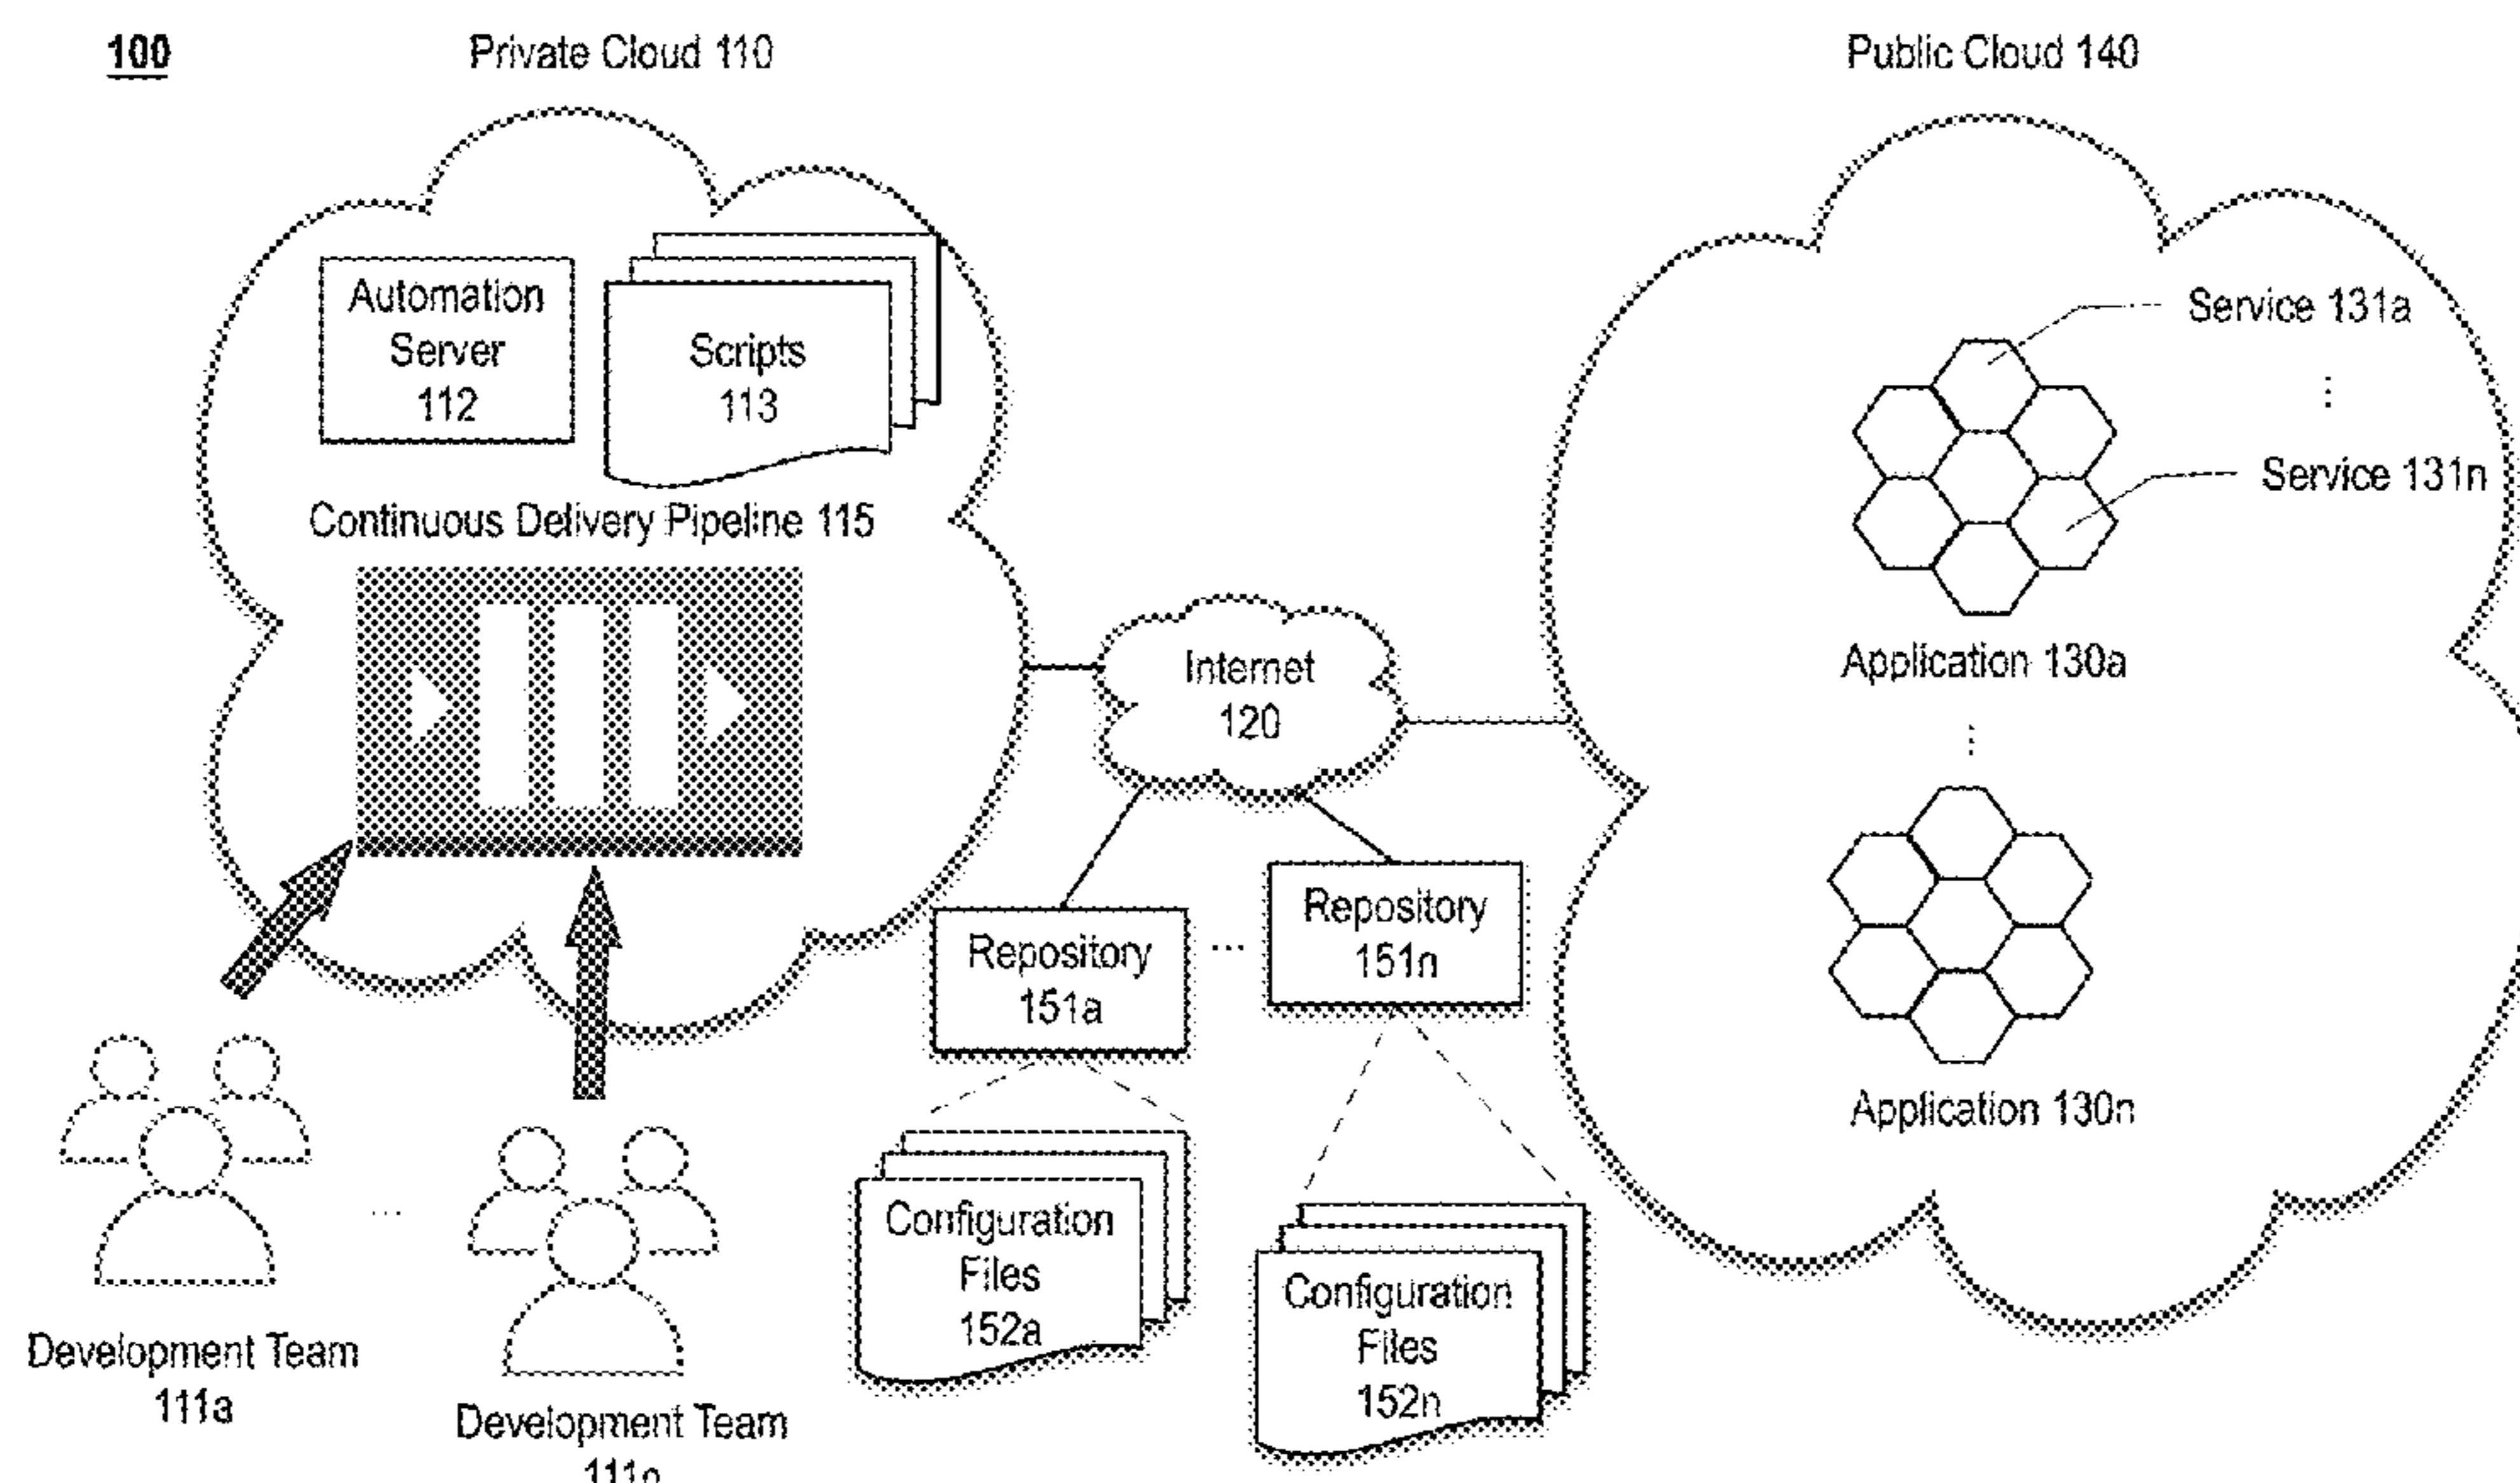 100
Private Cloud 110
Public Cloud 140
Automation
Server
112
Scripts
113
Continuous Delivery Pipeline 115
Service 131a
⋮
Service 131n
Internet
120
Application 130a
⋮
Application 130n
Repository
151a
...
Repository
151n
Configuration
Files
152a
Configuration
Files
152n
Development Team
111a
...
Development Team